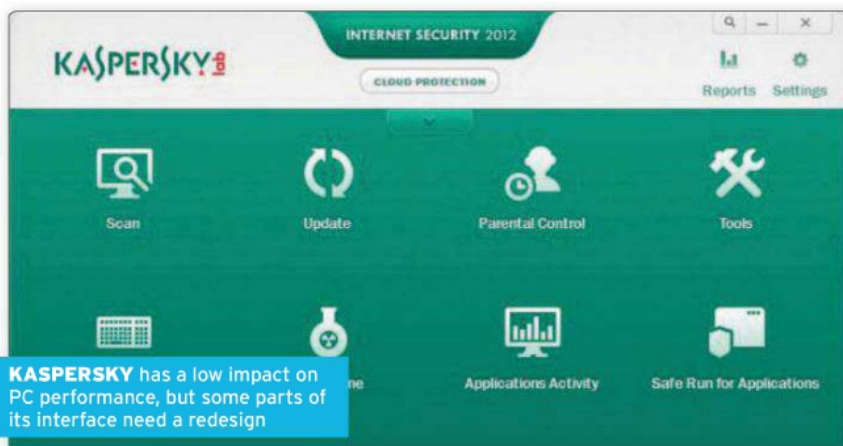 INTERNET SECURITY 2012
KASPERSKY lab
CLOUD PROTECTION
Reports Settings
Scan Update Parental Control Tools
Applications Activity Safe Run for Applications
KASPERSKY has a low impact on
PC performance, but some parts of
its interface need a redesign